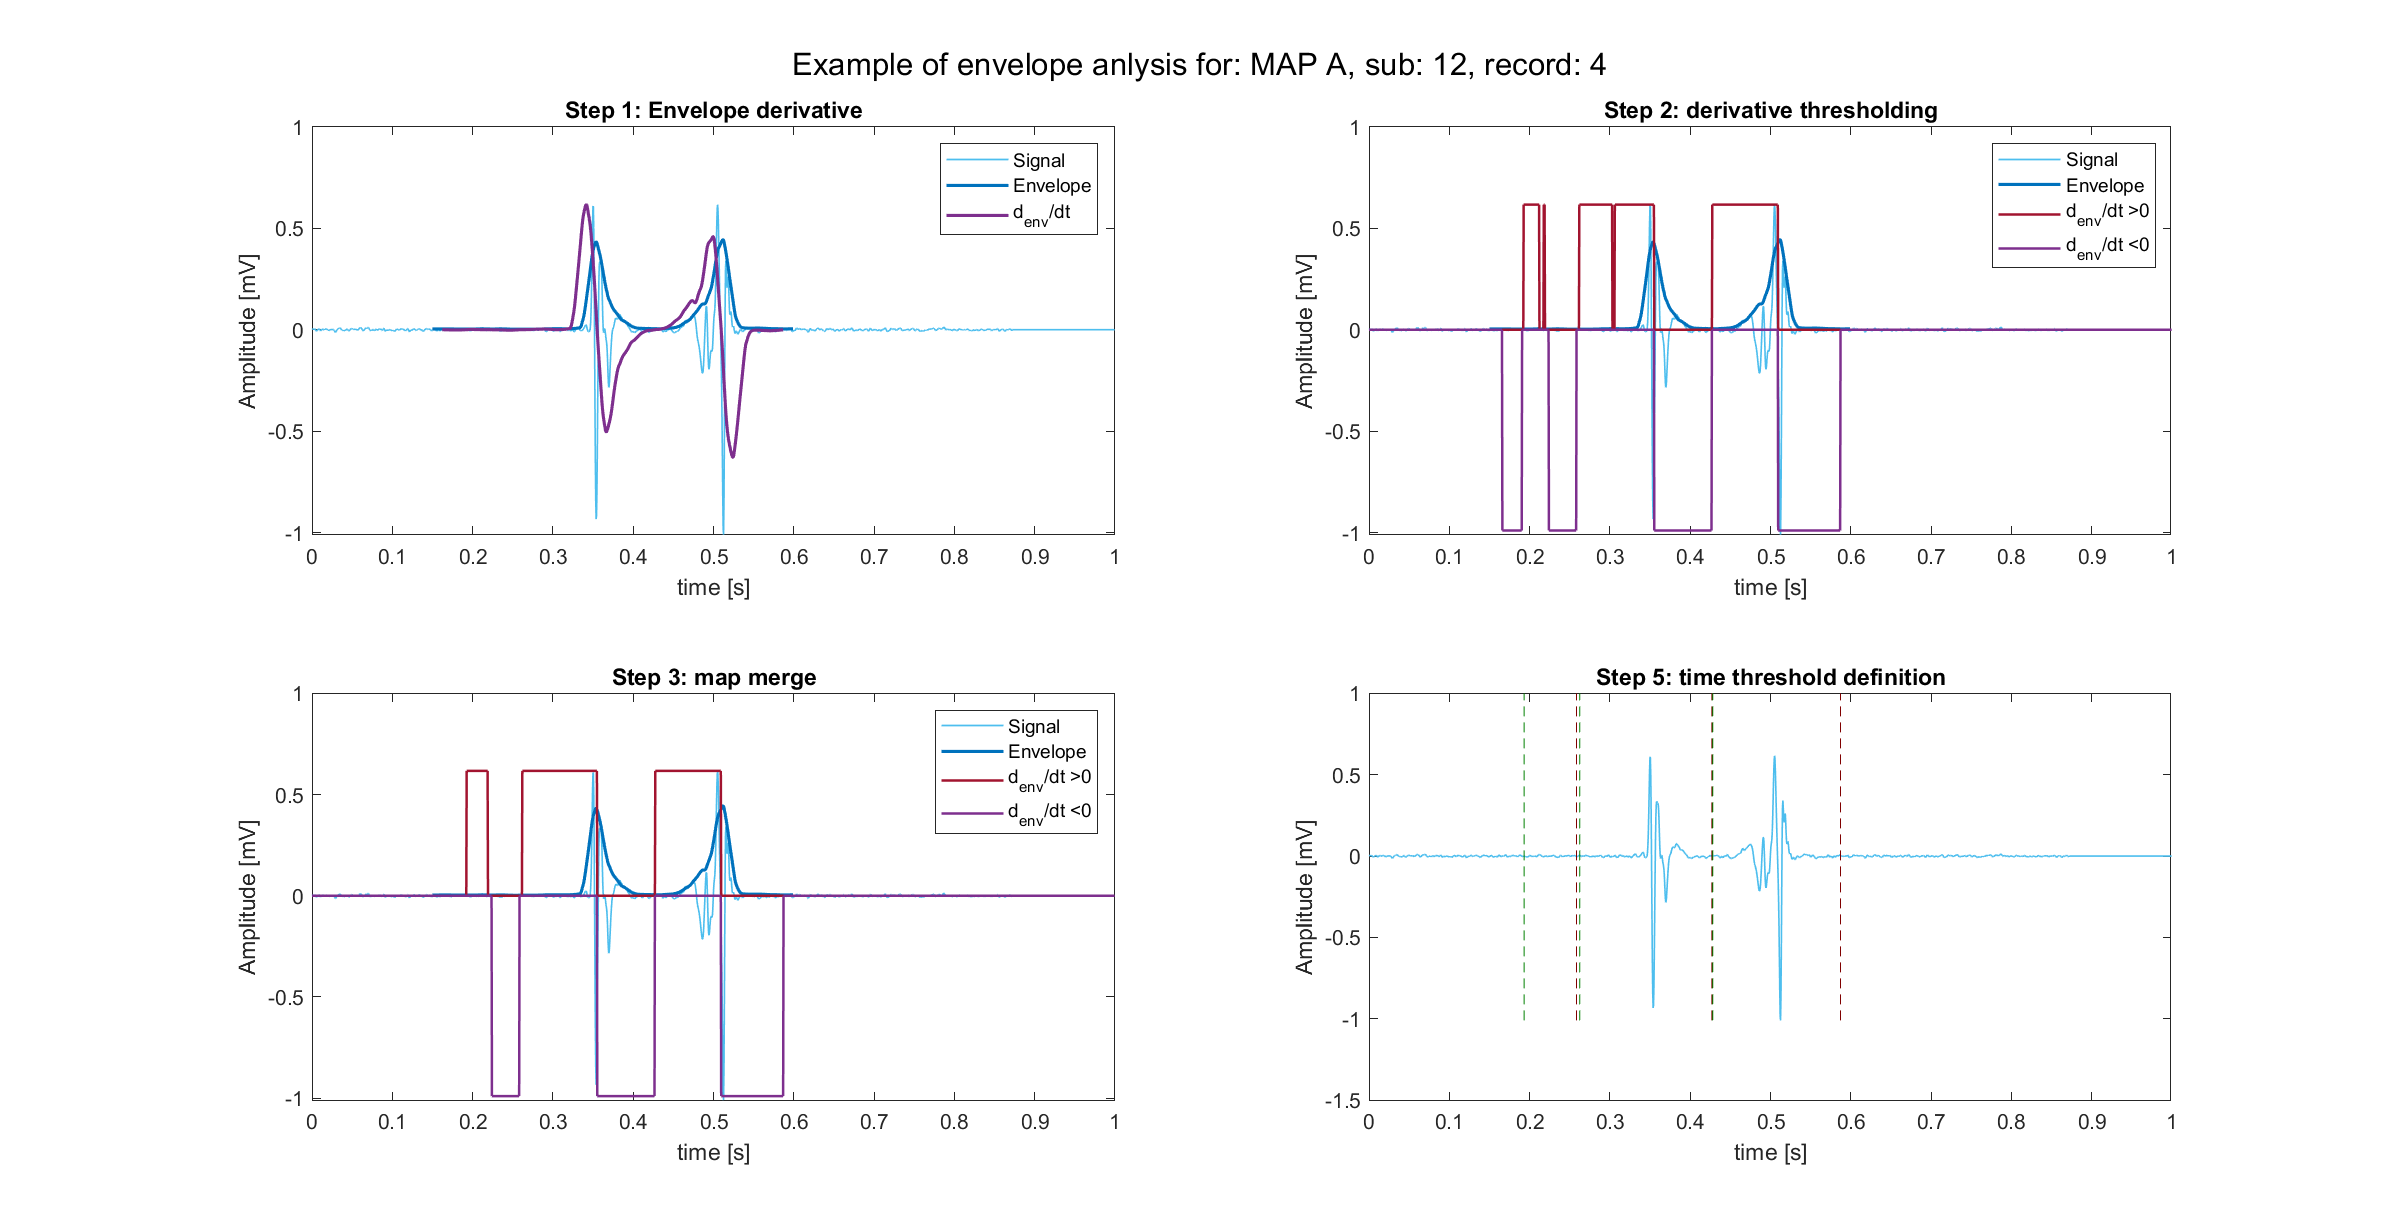 Example of envelope anlysis for: MAP A, sub: 12, record: 4
Step 1: Envelope derivative
1
0.5
0
-0.5
-1
Amplitude [mV]
0 0.1 0.2 0.3 0.4 0.5 0.6 0.7 0.8 0.9 1
time [s]
Signal
Envelope
d_env/dt
Step 2: derivative thresholding
1
0.5
0
-0.5
-1
Amplitude [mV]
0 0.1 0.2 0.3 0.4 0.5 0.6 0.7 0.8 0.9 1
time [s]
Signal
Envelope
d_env/dt >0
d_env/dt <0
Step 3: map merge
1
0.5
0
-0.5
-1
Amplitude [mV]
0 0.1 0.2 0.3 0.4 0.5 0.6 0.7 0.8 0.9 1
time [s]
Signal
Envelope
d_env/dt >0
d_env/dt <0
Step 5: time threshold definition
1
0.5
0
-0.5
-1
-1.5
Amplitude [mV]
0 0.1 0.2 0.3 0.4 0.5 0.6 0.7 0.8 0.9 1
time [s]